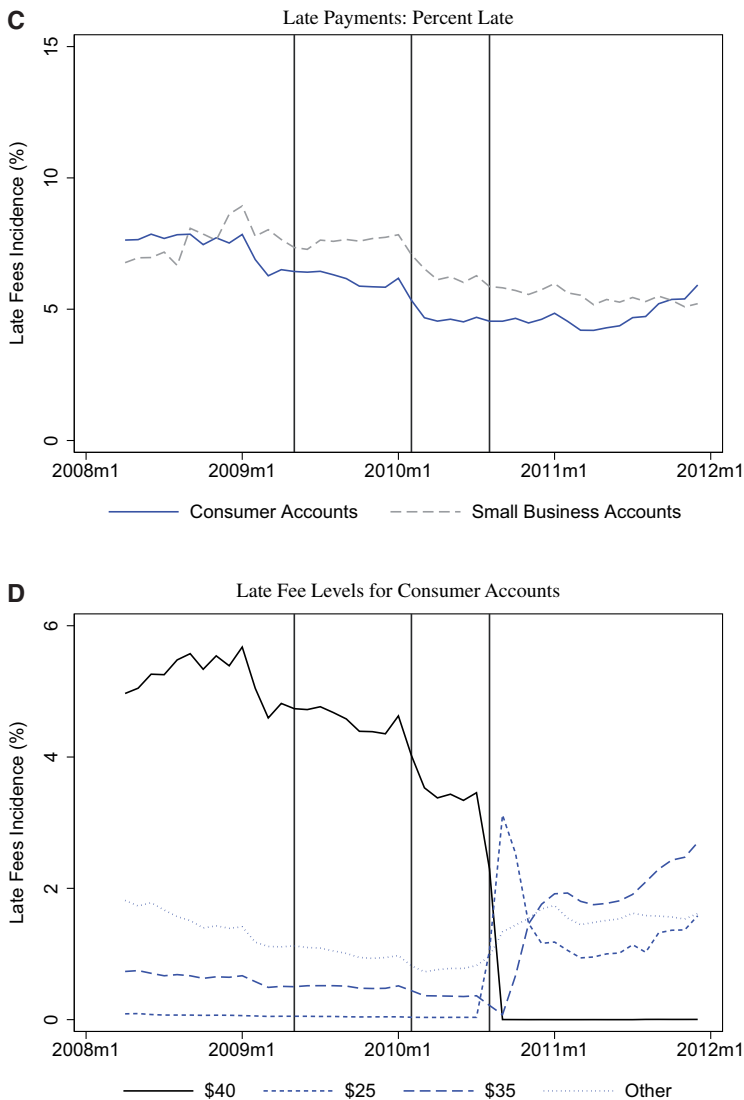 C
Late Payments: Percent Late
Late Fees Incidence (%)
15
10
5
0
2008m1 2009m1 2010m1 2011m1 2012m1
Consumer Accounts Small Business Accounts
D
Late Fee Levels for Consumer Accounts
Late Fees Incidence (%)
6
4
2
0
2008m1 2009m1 2010m1 2011m1 2012m1
$40 $25 $35 Other